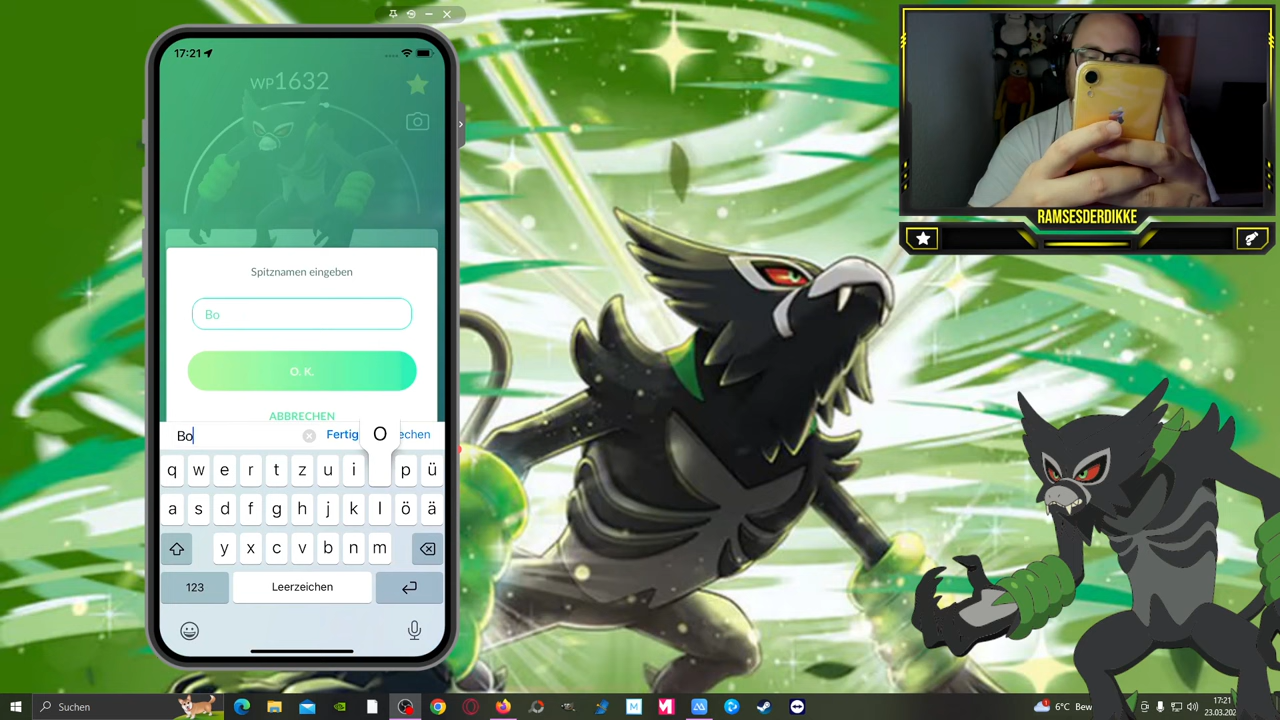 17:21
WP1632
Spitznamen eingeben
Bo
O. K.
ABBRECHEN
Bo
Fertig
echen
O
q w e r t z u i p ü
a s d f g h j k l ö ä
y x c v b n m
123
Leerzeichen
RAMSESDERDIKKE
Suchen
6°C Bew
17:21
23.03.202